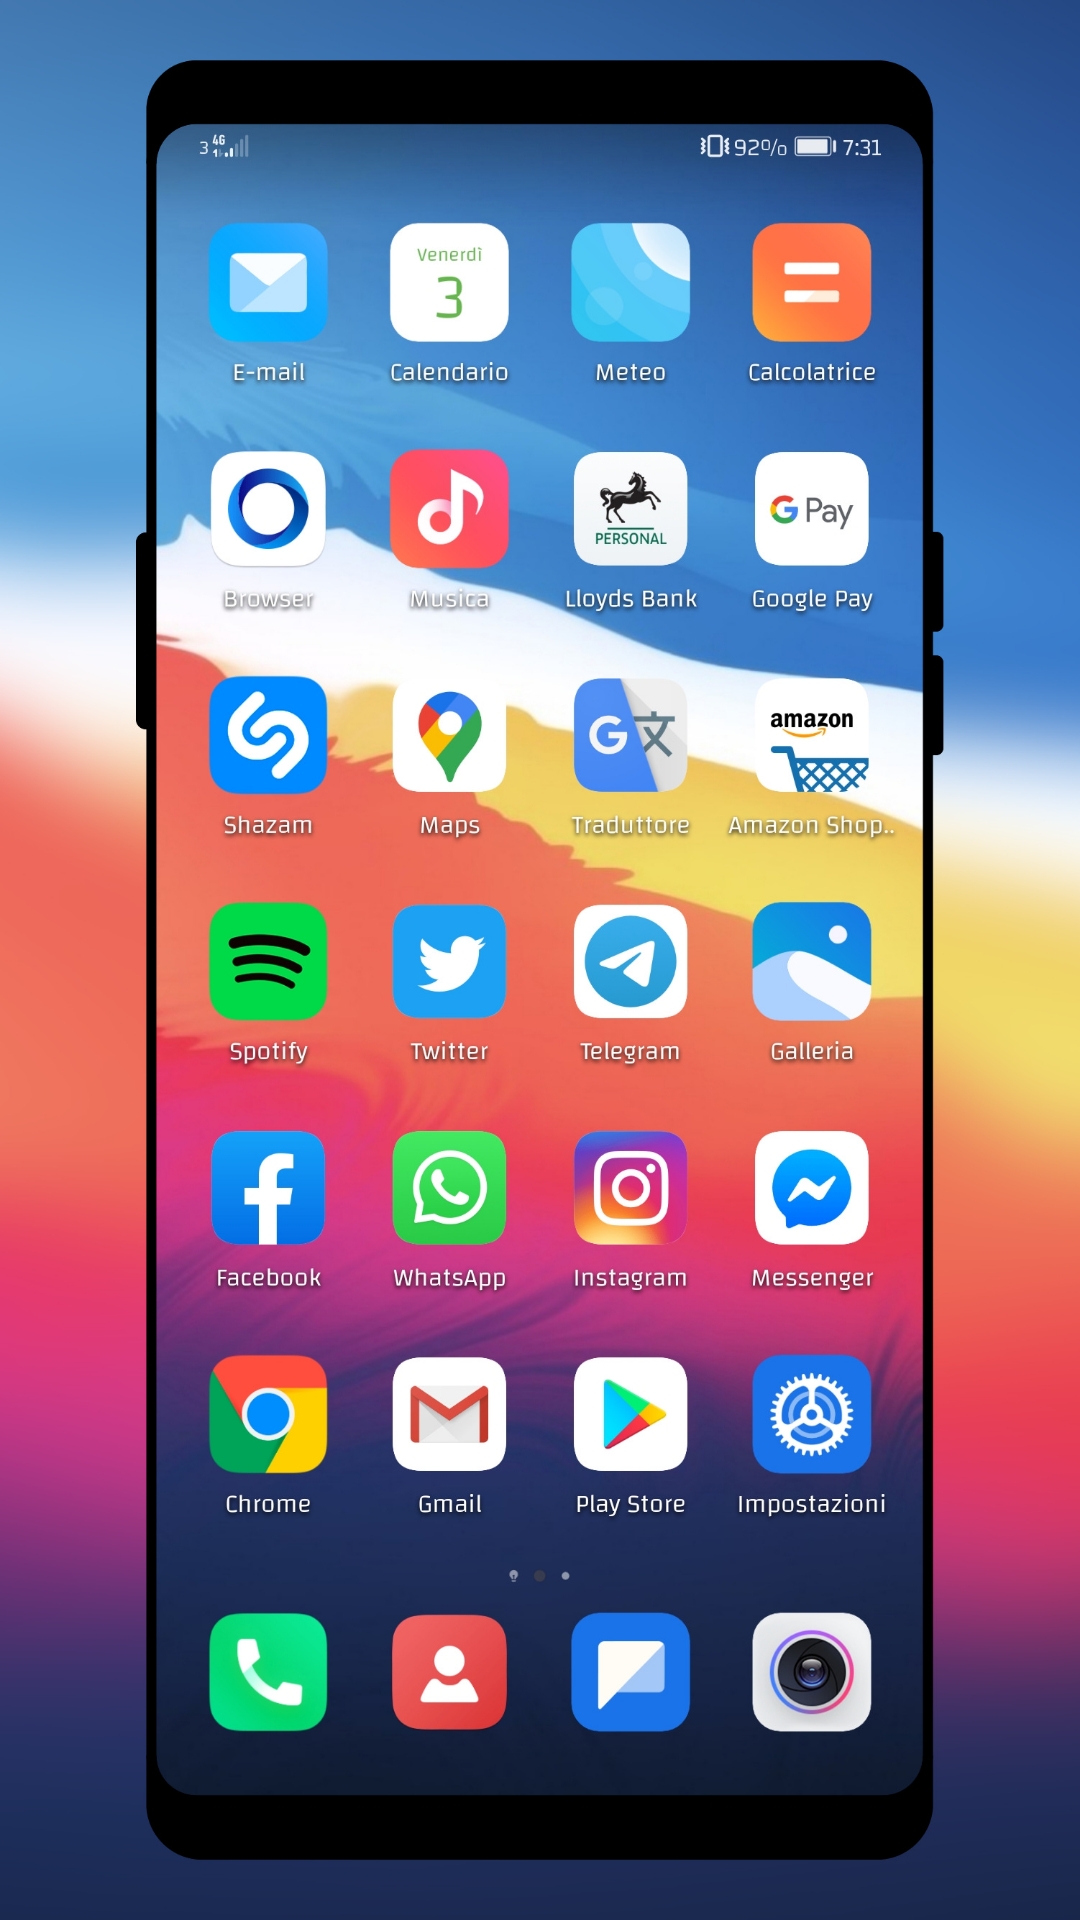 3 4G 92% 7:31
Venerdì
3
E-mail Calendario Meteo Calcolatrice
PERSONAL G Pay
Browser Musica Lloyds Bank Google Pay
G 文 amazon
Shazam Maps Traduttore Amazon Shop..
Spotify Twitter Telegram Galleria
Facebook WhatsApp Instagram Messenger
Chrome Gmail Play Store Impostazioni